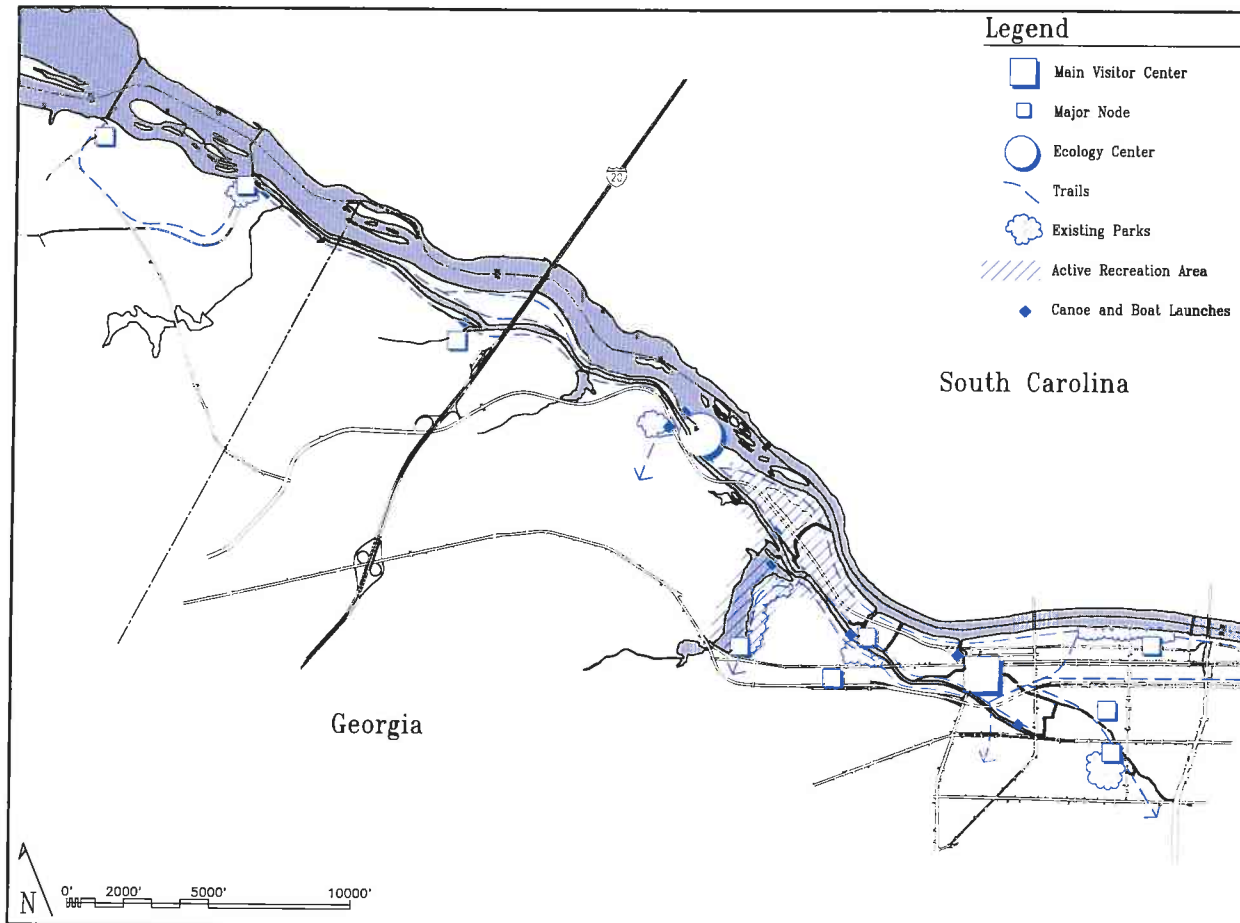 Legend
Main Visitor Center
Major Node
Ecology Center
Trails
Existing Parks
Active Recreation Area
Canoe and Boat Launches
20
South Carolina
Georgia
N
0' 2000' 5000' 10000'